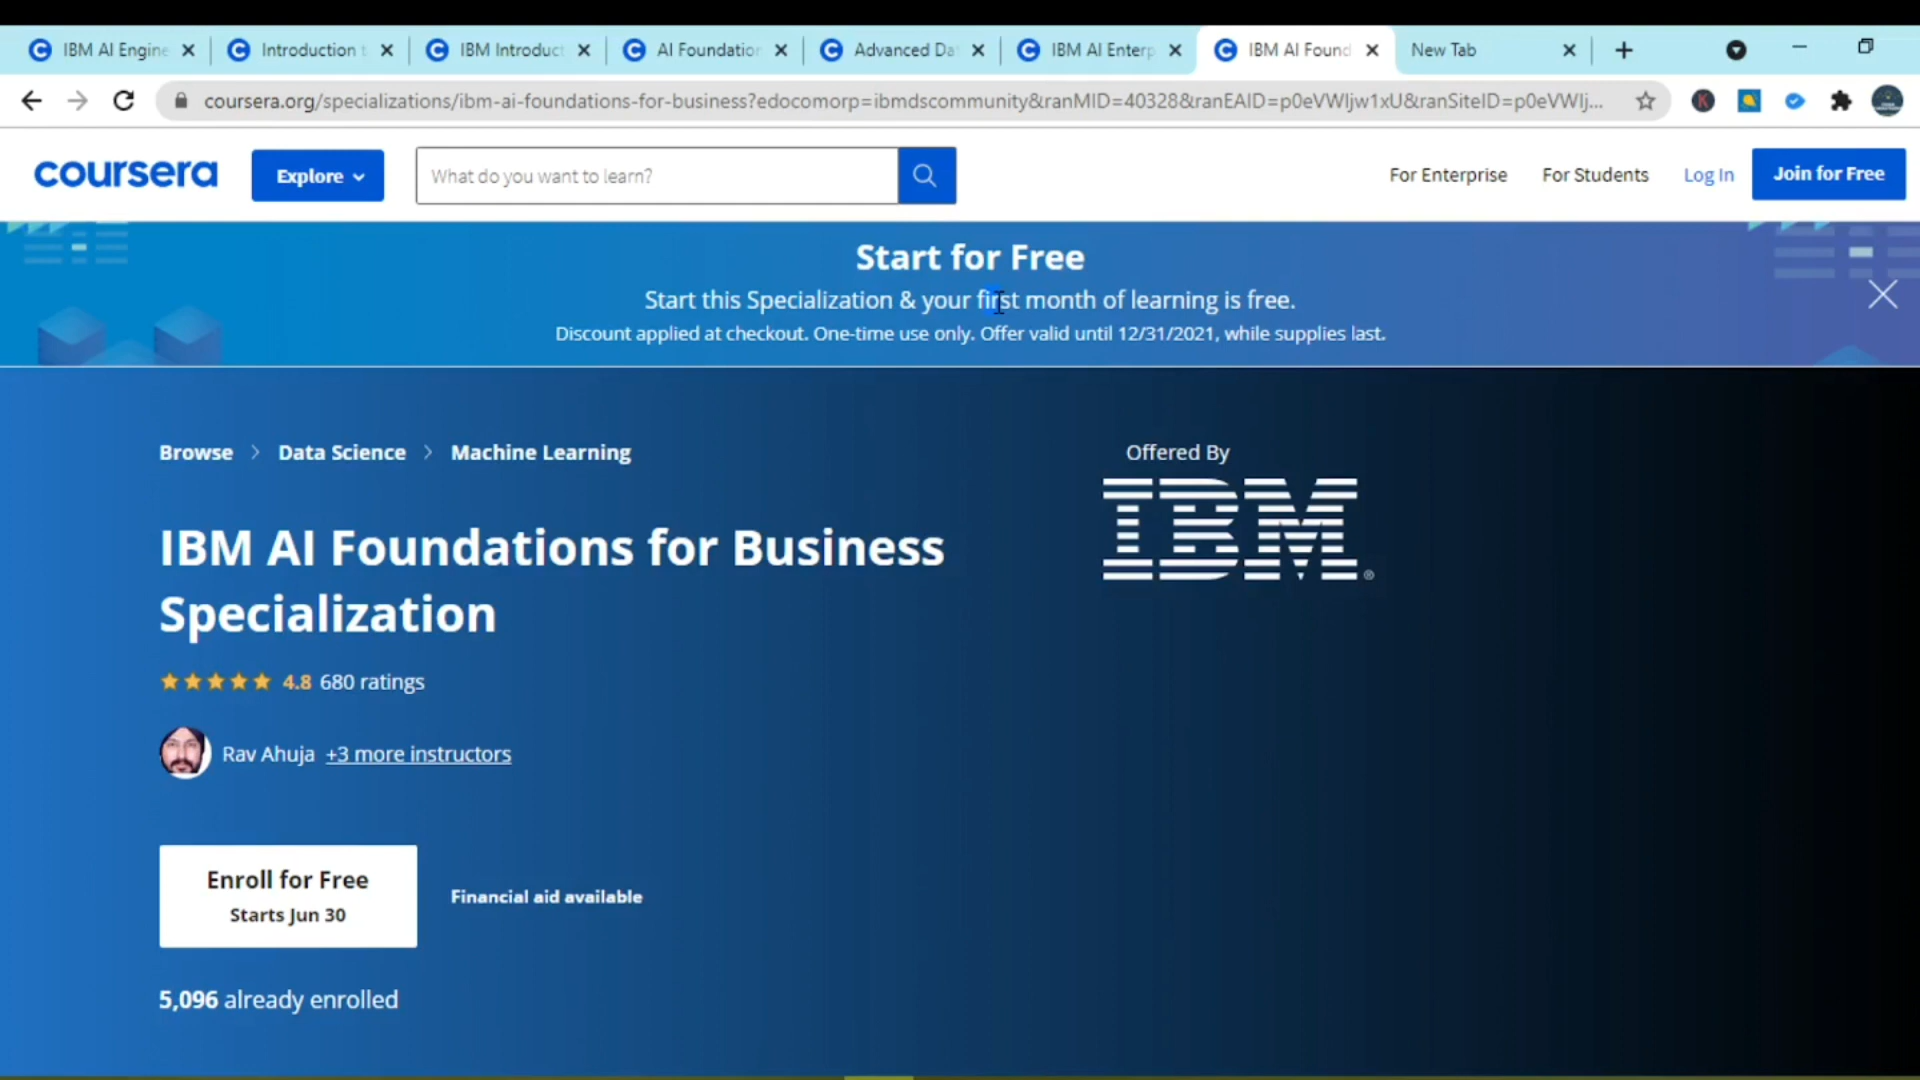 IBM AI Engine
Introduction t
IBM Introduct
AI Foundation
Advanced Da
IBM AI Enterp
IBM AI Found
New Tab
coursera.org/specializations/ibm-ai-foundations-for-business?edocomorp=ibmdscommunity&ranMID=40328&ranEAID=p0eVWIjw1xU&ranSiteID=p0eVWIj...
coursera
Explore
What do you want to learn?
For Enterprise
For Students
Log In
Join for Free
Start for Free
Start this Specialization & your first month of learning is free.
Discount applied at checkout. One-time use only. Offer valid until 12/31/2021, while supplies last.
Browse > Data Science > Machine Learning
Offered By
IBM®
IBM AI Foundations for Business
Specialization
4.8 680 ratings
Rav Ahuja +3 more instructors
Enroll for Free
Starts Jun 30
Financial aid available
5,096 already enrolled